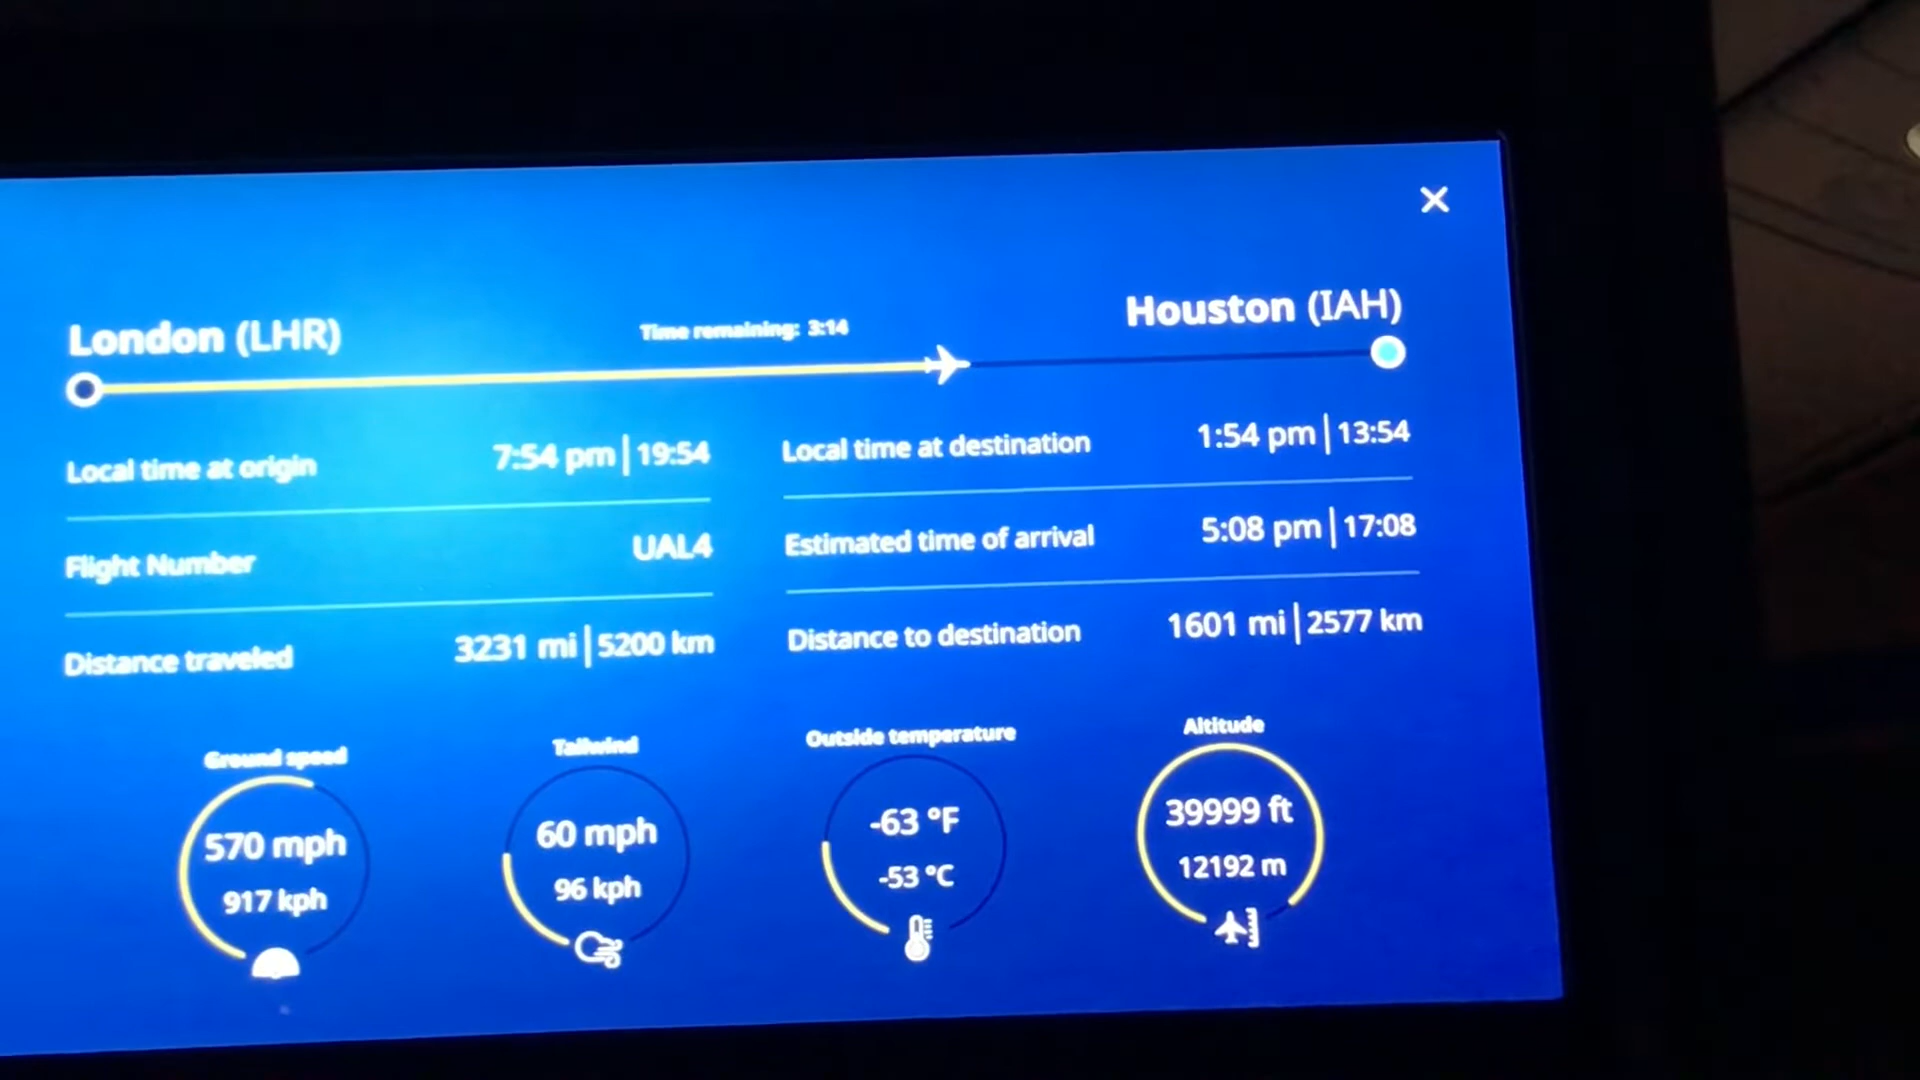 London (LHR)
Time remaining: 3:14
Houston (IAH)
Local time at origin 7:54 pm | 19:54
Local time at destination 1:54 pm | 13:54
Flight Number UAL4
Estimated time of arrival 5:08 pm | 17:08
Distance traveled 3231 mi | 5200 km
Distance to destination 1601 mi | 2577 km
Ground speed
570 mph
917 kph
Tailwind
60 mph
96 kph
Outside temperature
-63 °F
-53 °C
Altitude
39999 ft
12192 m